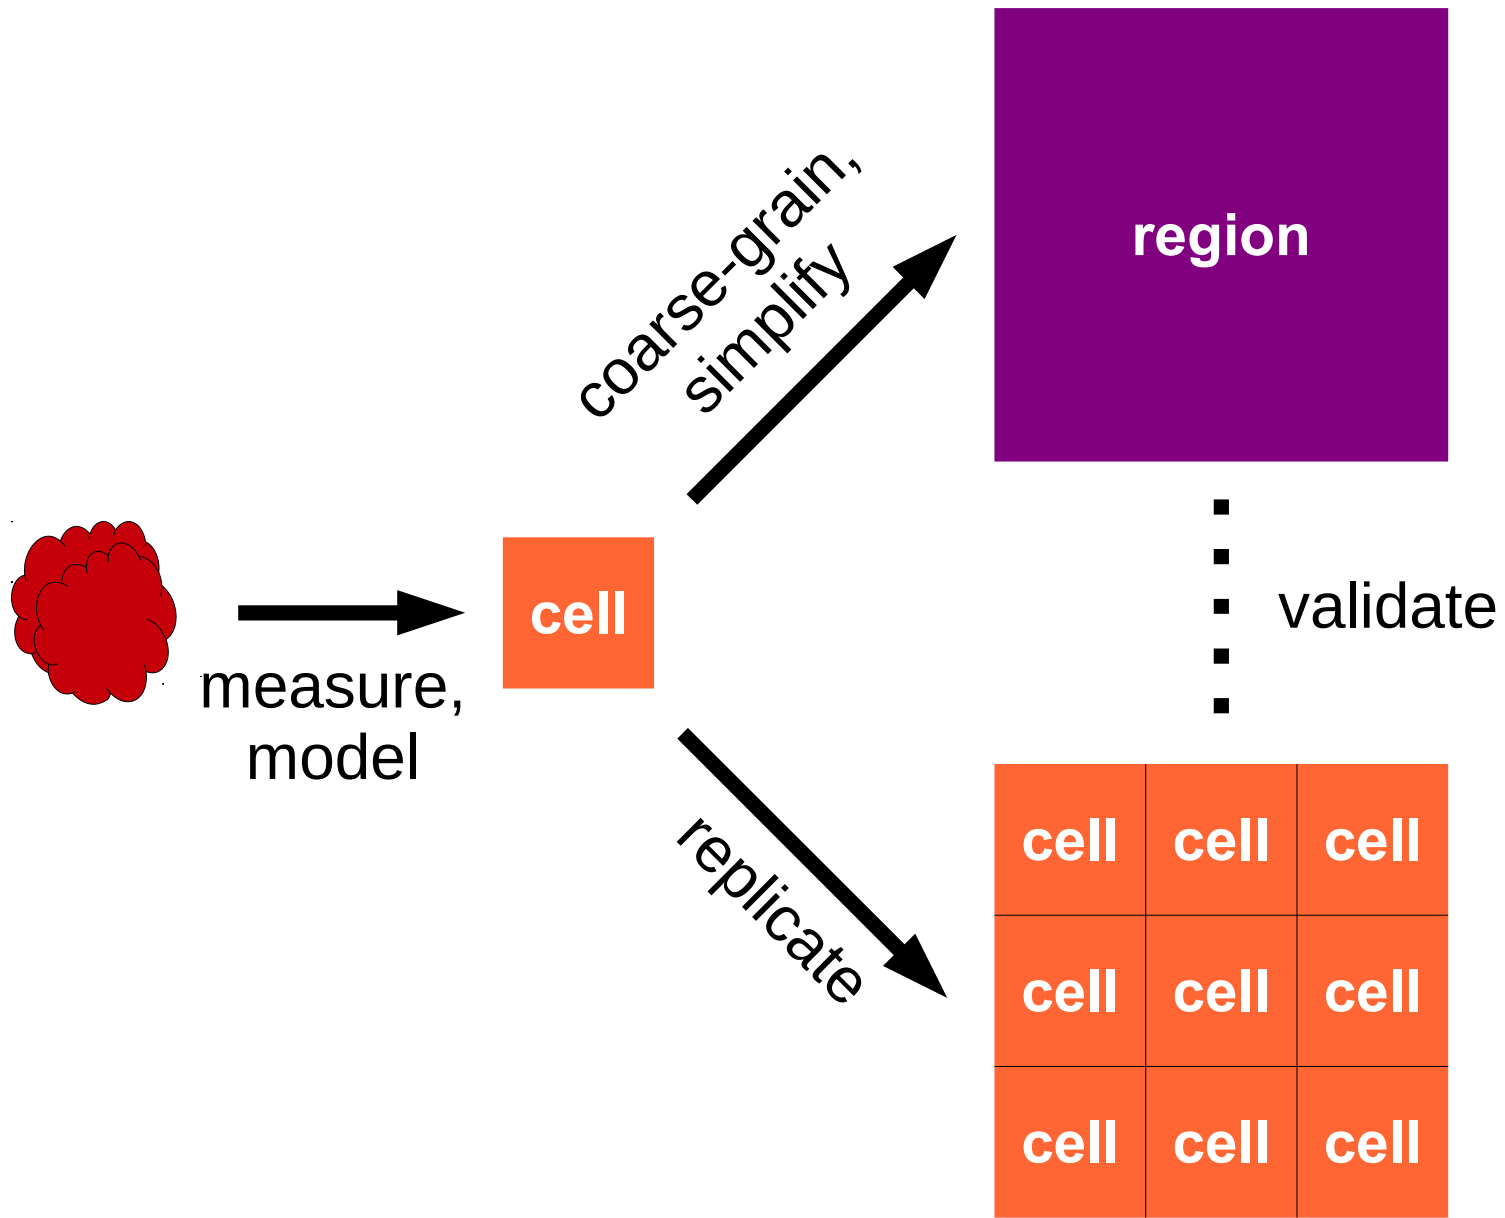 coarse-grain,
simplify
region
measure,
model
cell
validate
replicate
cell cell cell
cell cell cell
cell cell cell